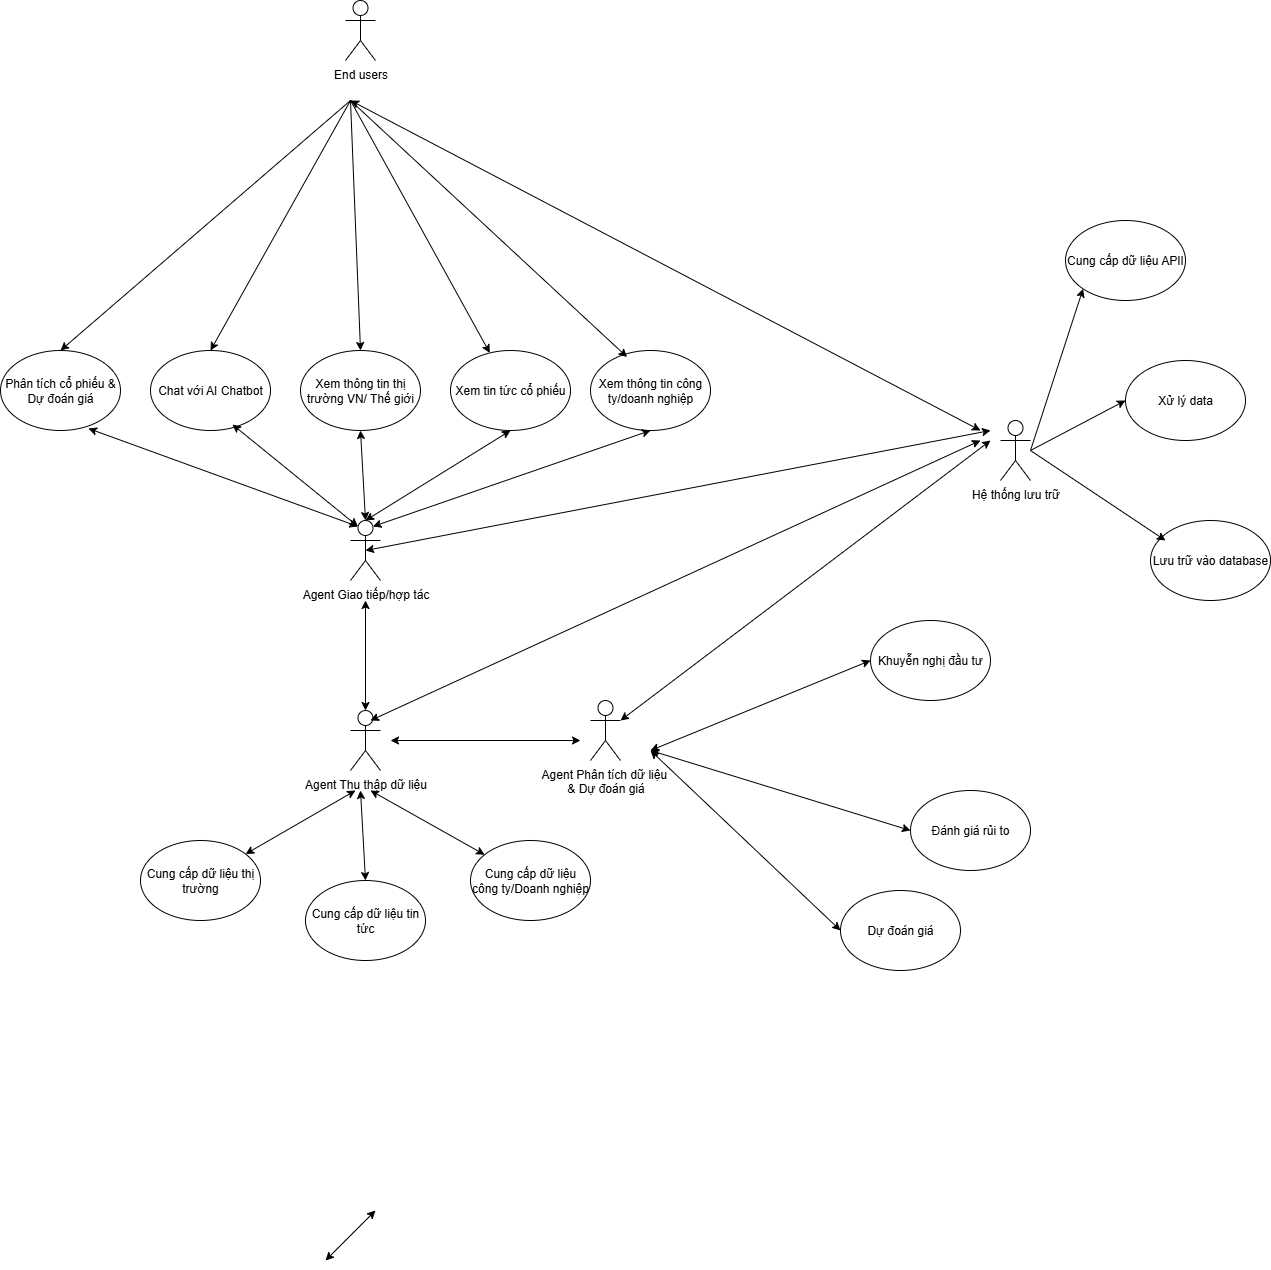 End users
Cung cấp dữ liệu APII
Phân tích cổ phiếu &
Dự đoán giá
Chat với AI Chatbot
Xem thông tin thị
trường VN/ Thế giới
Xem tin tức cổ phiếu
Xem thông tin công
ty/doanh nghiệp
Xử lý data
Hệ thống lưu trữ
Lưu trữ vào database
Agent Giao tiếp/hợp tác
Khuyễn nghị đầu tư
Agent Thu thập dữ liệu
Agent Phân tích dữ liệu
& Dự đoán giá
Đánh giá rủi to
Cung cấp dữ liệu thị
trường
Cung cấp dữ liệu tin
tức
Cung cấp dữ liệu
công ty/Doanh nghiệp
Dự đoán giá